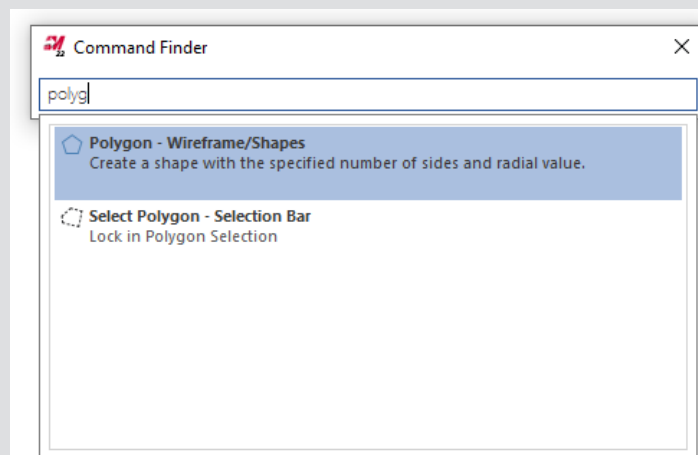 22
Command Finder
polyg
Polygon - Wireframe/Shapes
Create a shape with the specified number of sides and radial value.
Select Polygon - Selection Bar
Lock in Polygon Selection